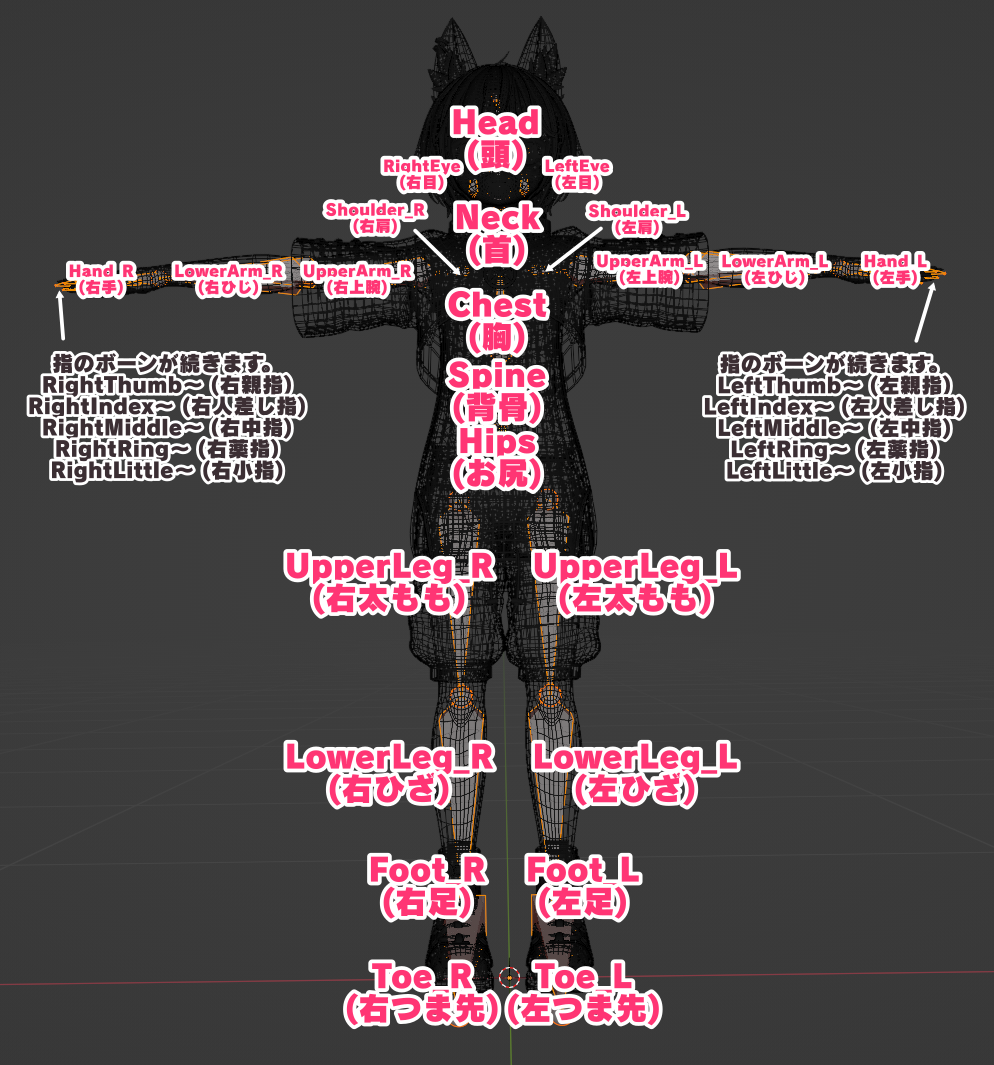 Head
(頭)
RightEye
(右目)
LeftEye
(左目)
Shoulder_R
(右肩)
Neck
(首)
Shoulder_L
(左肩)
Hand_R
(右手)
LowerArm_R
(右ひじ)
UpperArm_R
(右上腕)
UpperArm_L
(左上腕)
LowerArm_L
(左ひじ)
Hand_L
(左手)
Chest
(胸)
指のボーンが続きます。
RightThumb～(右親指)
RightIndex～(右人差し指)
RightMiddle～(右中指)
RightRing～(右薬指)
RightLittle～(右小指)
Spine
(背骨)
Hips
(お尻)
指のボーンが続きます。
LeftThumb～(左親指)
LeftIndex～(左人差し指)
LeftMiddle～(左中指)
LeftRing～(左薬指)
LeftLittle～(左小指)
UpperLeg_R
(右太もも)
UpperLeg_L
(左太もも)
LowerLeg_R
(右ひざ)
LowerLeg_L
(左ひざ)
Foot_R
(右足)
Foot_L
(左足)
Toe_R
(右つま先)
Toe_L
(左つま先)